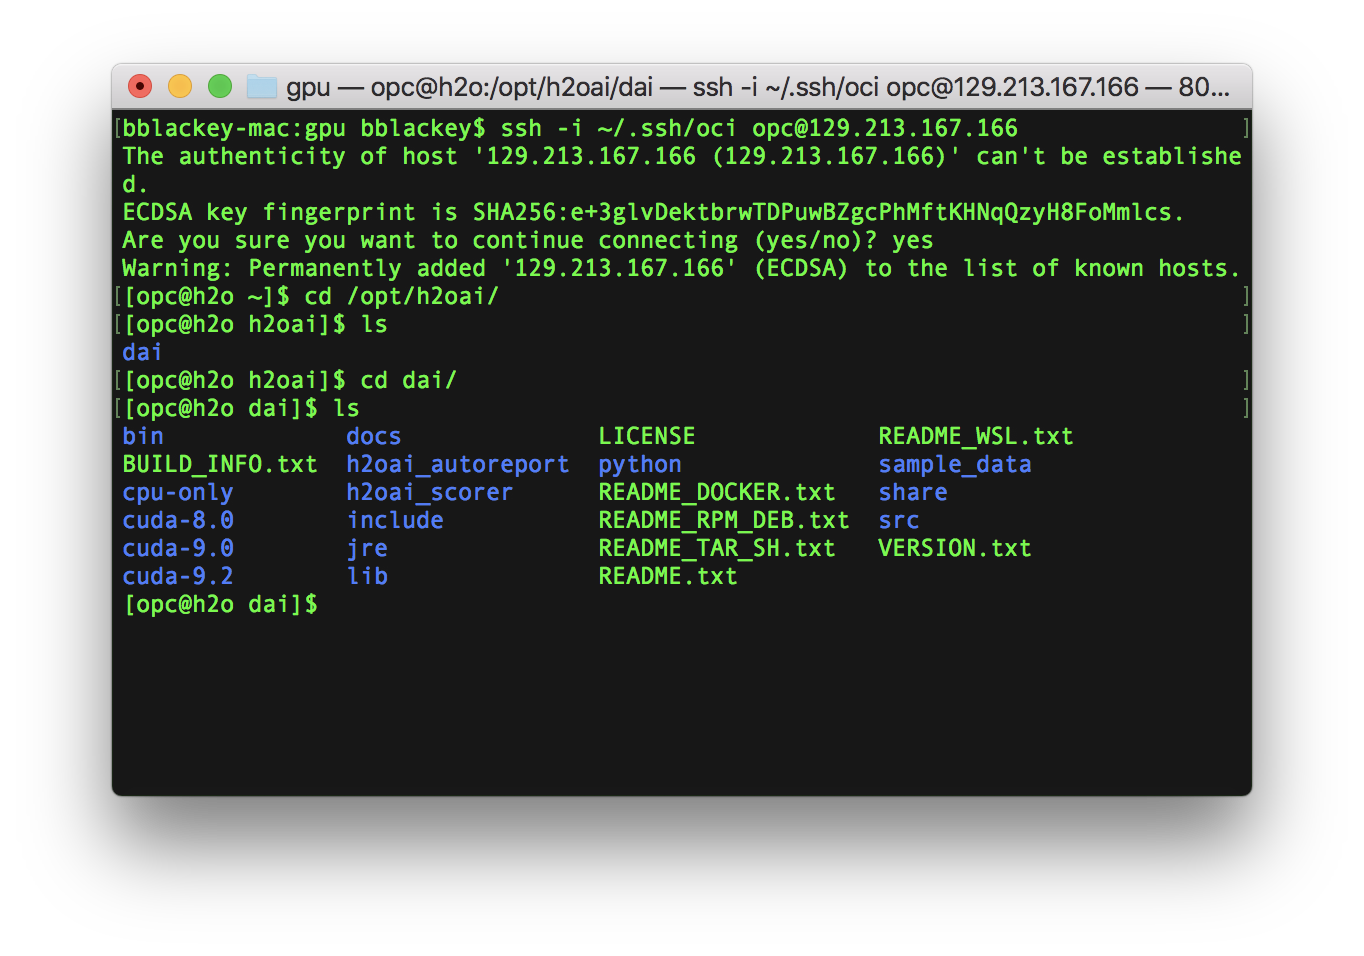 gpu — opc@h2o:/opt/h2oai/dai — ssh -i ~/.ssh/oci opc@129.213.167.166 — 80...
[bblackey-mac:gpu bblackey$ ssh -i ~/.ssh/oci opc@129.213.167.166 ]
The authenticity of host '129.213.167.166 (129.213.167.166)' can't be establishe
d.
ECDSA key fingerprint is SHA256:e+3glvDektbrwTDPuwBZgcPhMftKHNqQzyH8FoMmlcs.
Are you sure you want to continue connecting (yes/no)? yes
Warning: Permanently added '129.213.167.166' (ECDSA) to the list of known hosts.
[[opc@h2o ~]$ cd /opt/h2oai/ ]
[[opc@h2o h2oai]$ ls ]
dai
[[opc@h2o h2oai]$ cd dai/ ]
[[opc@h2o dai]$ ls ]
bin docs LICENSE README_WSL.txt
BUILD_INFO.txt h2oai_autoreport python sample_data
cpu-only h2oai_scorer README_DOCKER.txt share
cuda-8.0 include README_RPM_DEB.txt src
cuda-9.0 jre README_TAR_SH.txt VERSION.txt
cuda-9.2 lib README.txt
[opc@h2o dai]$